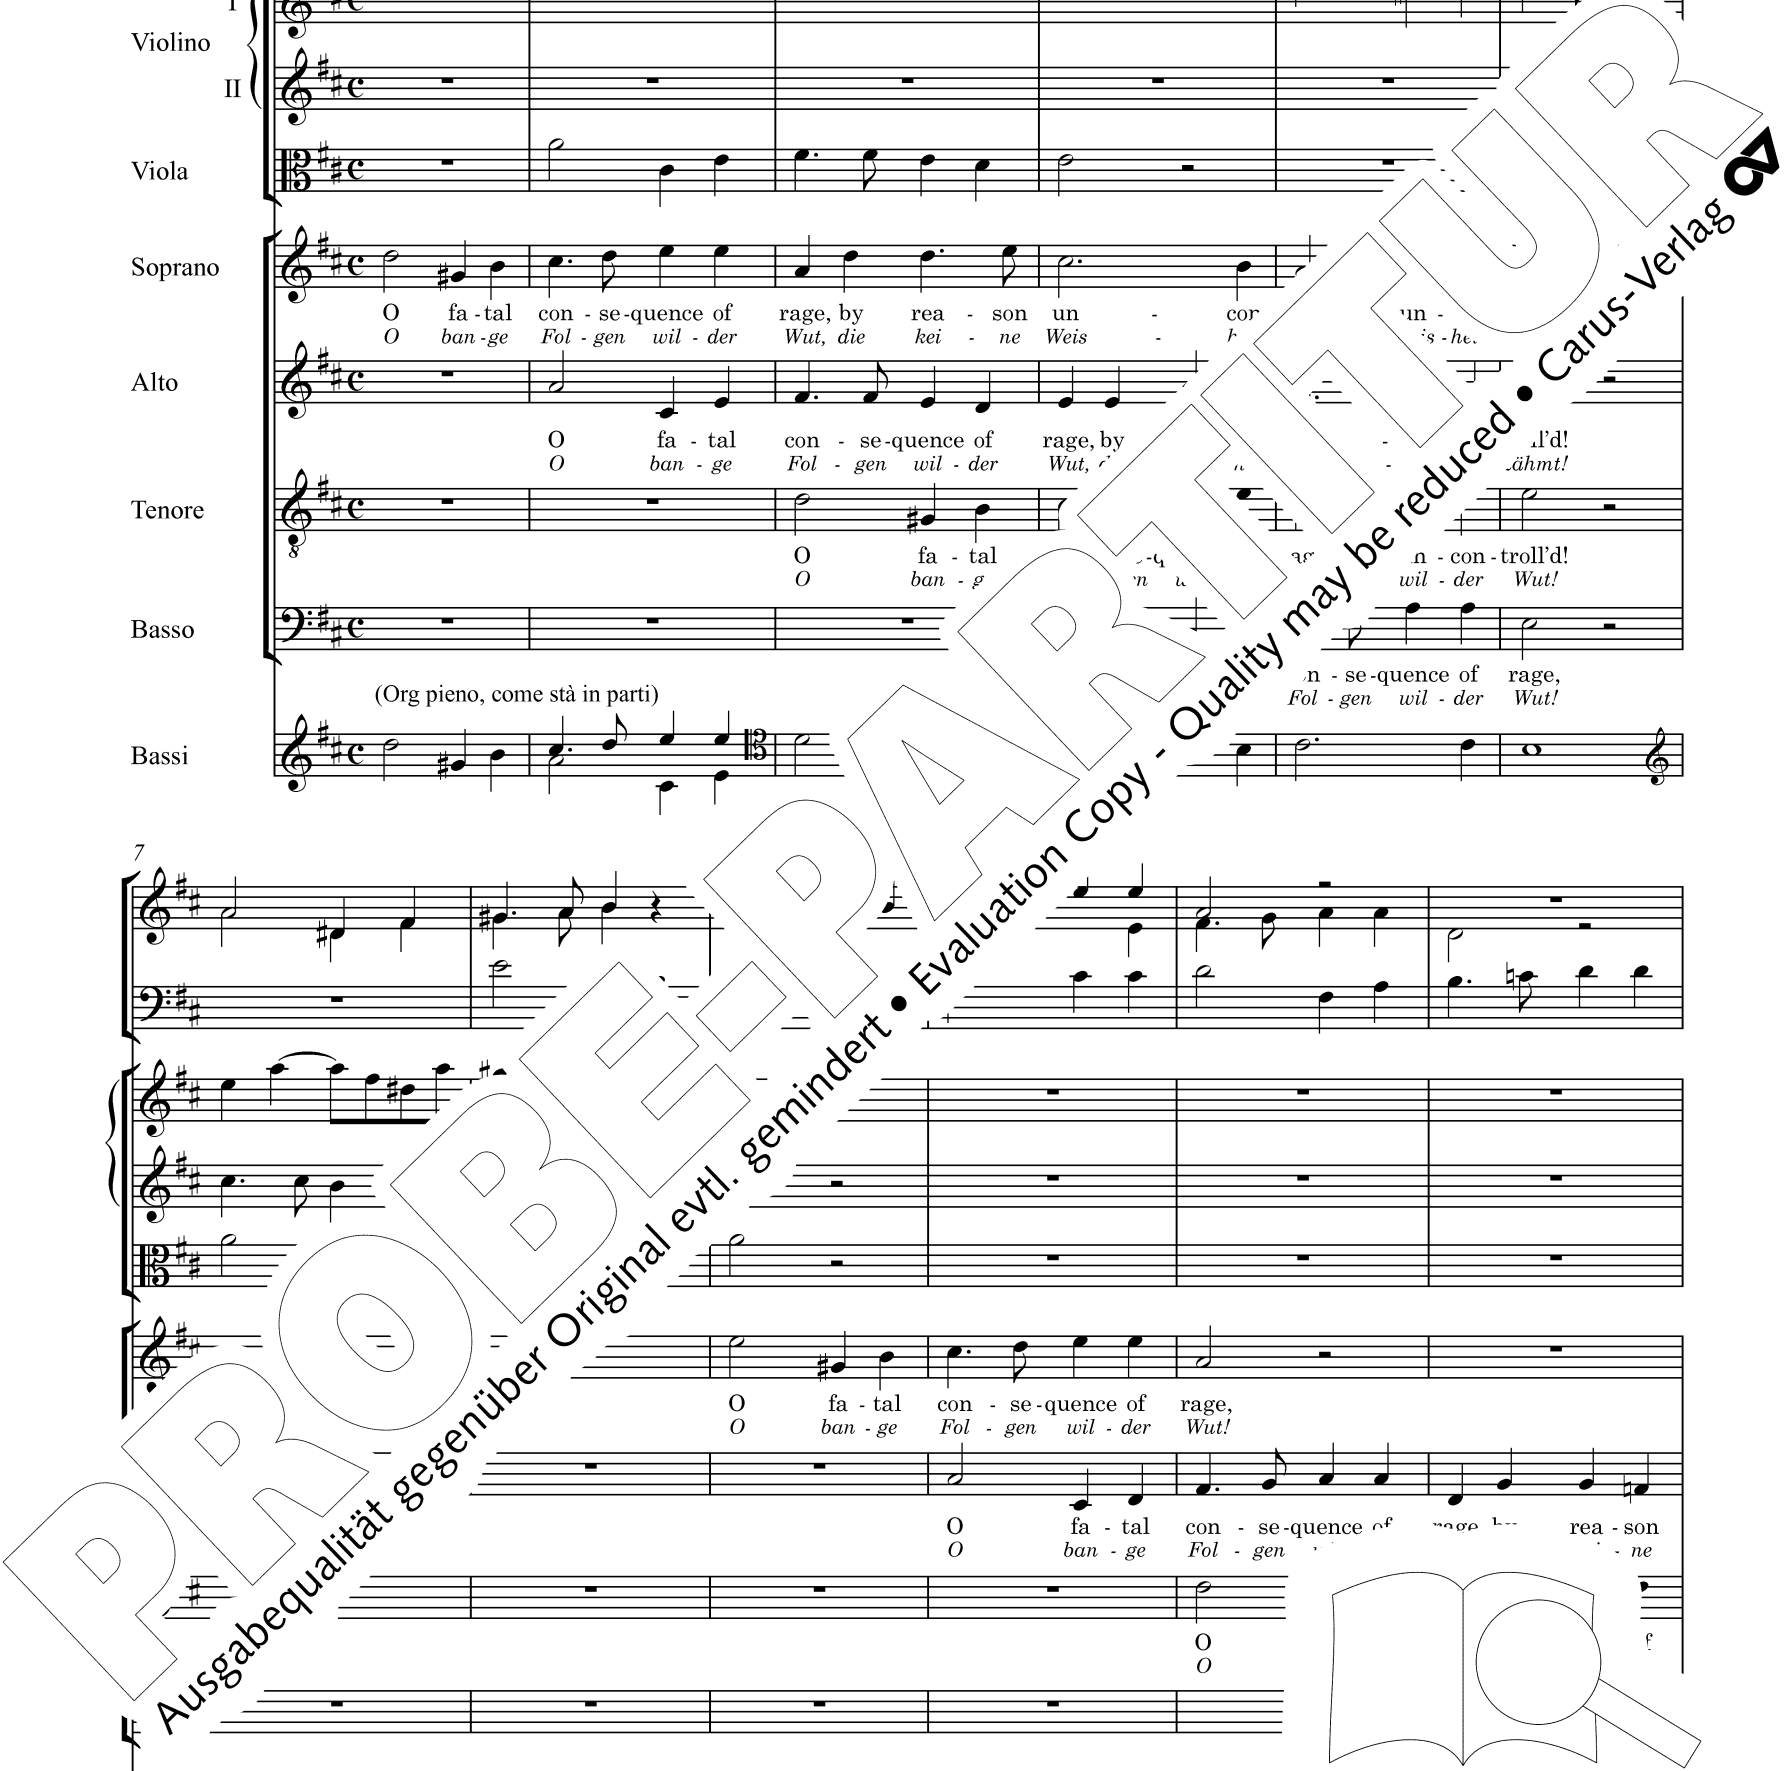 I
Violino
II
Viola
Soprano
O fa - tal con - se - quence of rage, by rea - son un -
O ban - ge Fol - gen wil - der Wut, die kei - ne Weis -
Alto
O fa - tal con - se - quence of rage, by
O ban - ge Fol - gen wil - der Wut,
Tenore
8
O fa - tal - con - troll'd!
O ban - wil - der Wut!
Basso
- se - quence of rage,
Fol - gen wil - der Wut!
(Org pieno, come stà in parti)
Bassi
7
O fa - tal con - se - quence of rage,
O ban - ge Fol - gen wil - der Wut!
O fa - tal con - se - quence of rea - son
O ban - ge Fol - gen - ne
O
O
PROBE-PARTITUR
Ausgabequalität gegenüber Original evtl. gemindert • Evaluation Copy - Quality may be reduced • Carus-Verlag